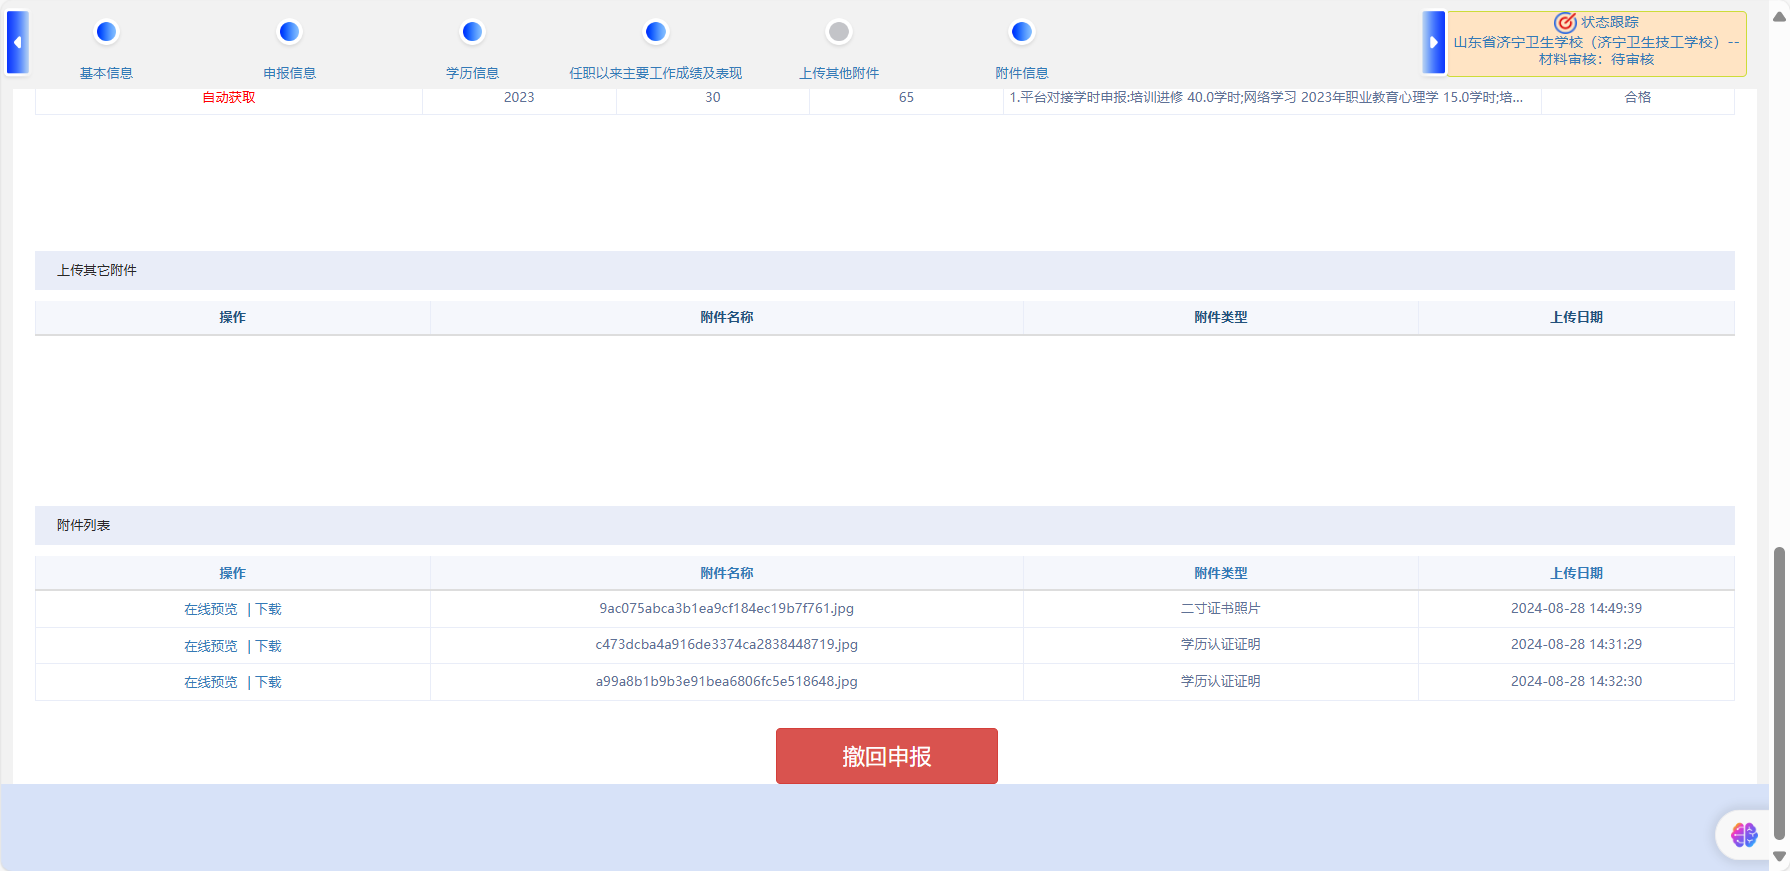 基本信息
申报信息
学历信息
任职以来主要工作成绩及表现
上传其他附件
附件信息
状态跟踪
山东省济宁卫生学校（济宁卫生技工学校）--
材料审核：待审核
自动获取 2023 30 65 1.平台对接学时申报:培训进修 40.0学时;网络学习 2023年职业教育心理学 15.0学时;培... 合格
上传其它附件
操作 附件名称 附件类型 上传日期
附件列表
操作 附件名称 附件类型 上传日期
在线预览 | 下载 9ac075abca3b1ea9cf184ec19b7f761.jpg 二寸证书照片 2024-08-28 14:49:39
在线预览 | 下载 c473dcba4a916de3374ca2838448719.jpg 学历认证证明 2024-08-28 14:31:29
在线预览 | 下载 a99a8b1b9b3e91bea6806fc5e518648.jpg 学历认证证明 2024-08-28 14:32:30
撤回申报